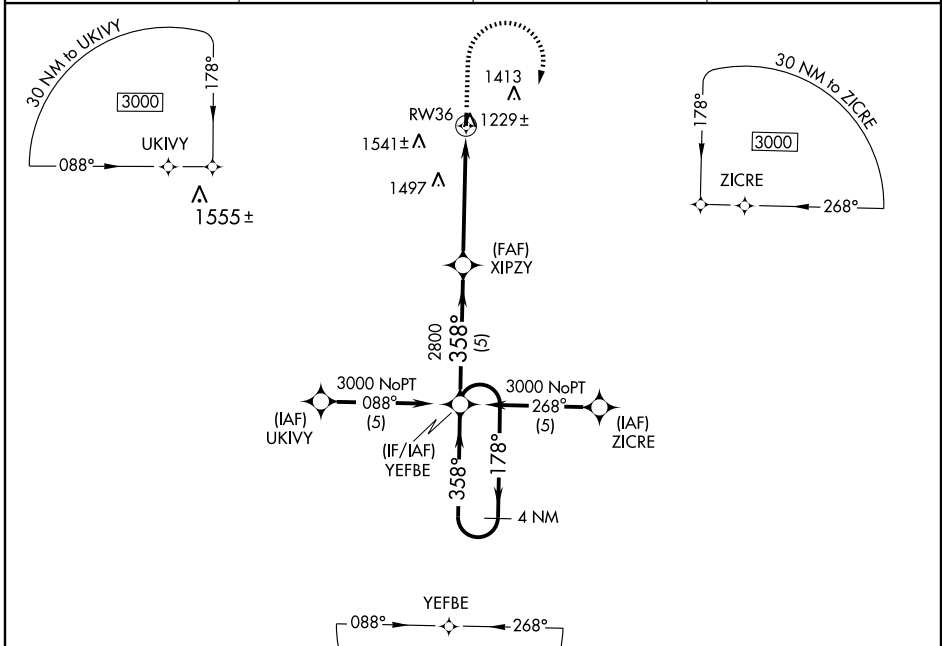 30 NM to UKIVY
178°
3000
UKIVY
088°
1555±
1413
RW36
1229±
1541±
1497
30 NM to ZICRE
178°
3000
ZICRE
268°
(FAF)
XIPZY
2800
358°
(5)
3000 NoPT
088°
(5)
(IAF)
UKIVY
3000 NoPT
268°
(5)
(IAF)
ZICRE
(IF/IAF)
YEFBE
358°
178°
4 NM
YEFBE
088°
268°